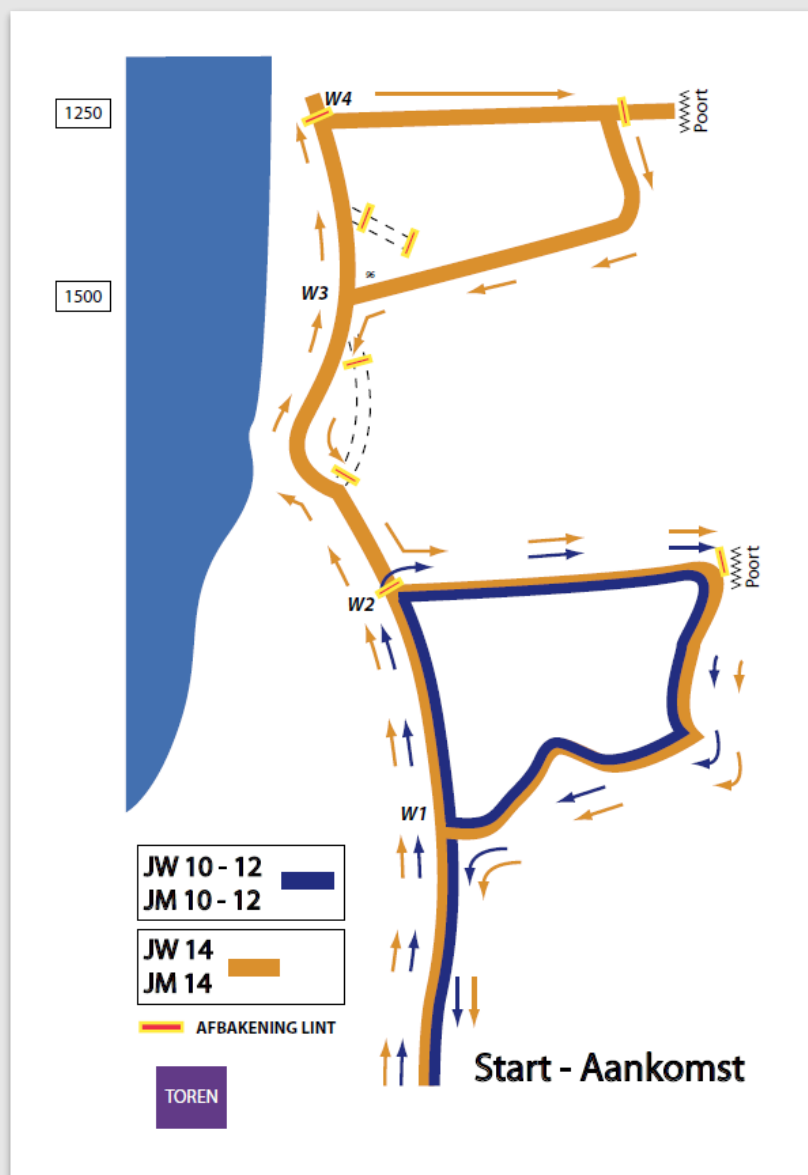 W4
1250
Poort
96
W3
1500
W2
Poort
W1
JW 10 - 12
JM 10 - 12
JW 14
JM 14
AFBAKENING LINT
Start - Aankomst
TOREN